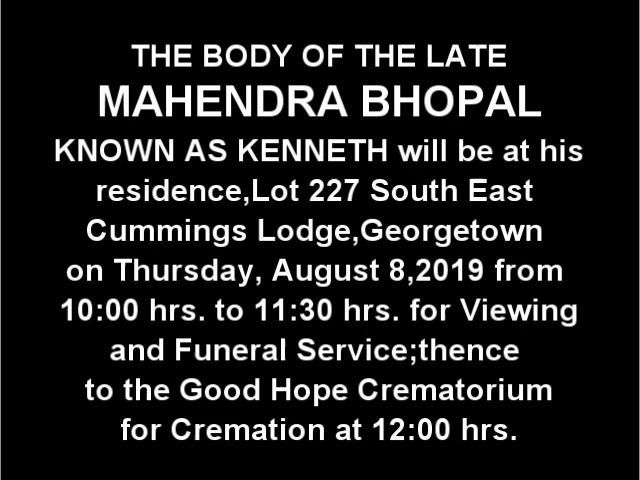 THE BODY OF THE LATE
MAHENDRA BHOPAL
KNOWN AS KENNETH will be at his
residence,Lot 227 South East
Cummings Lodge,Georgetown
on Thursday, August 8,2019 from
10:00 hrs. to 11:30 hrs. for Viewing
and Funeral Service;thence
to the Good Hope Crematorium
for Cremation at 12:00 hrs.